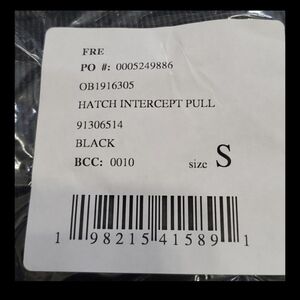 FRE
PO #: 0005249886
OB1916305
HATCH INTERCEPT PULL
91306514
BLACK
BCC: 0010 size S
1 98215 41589 1